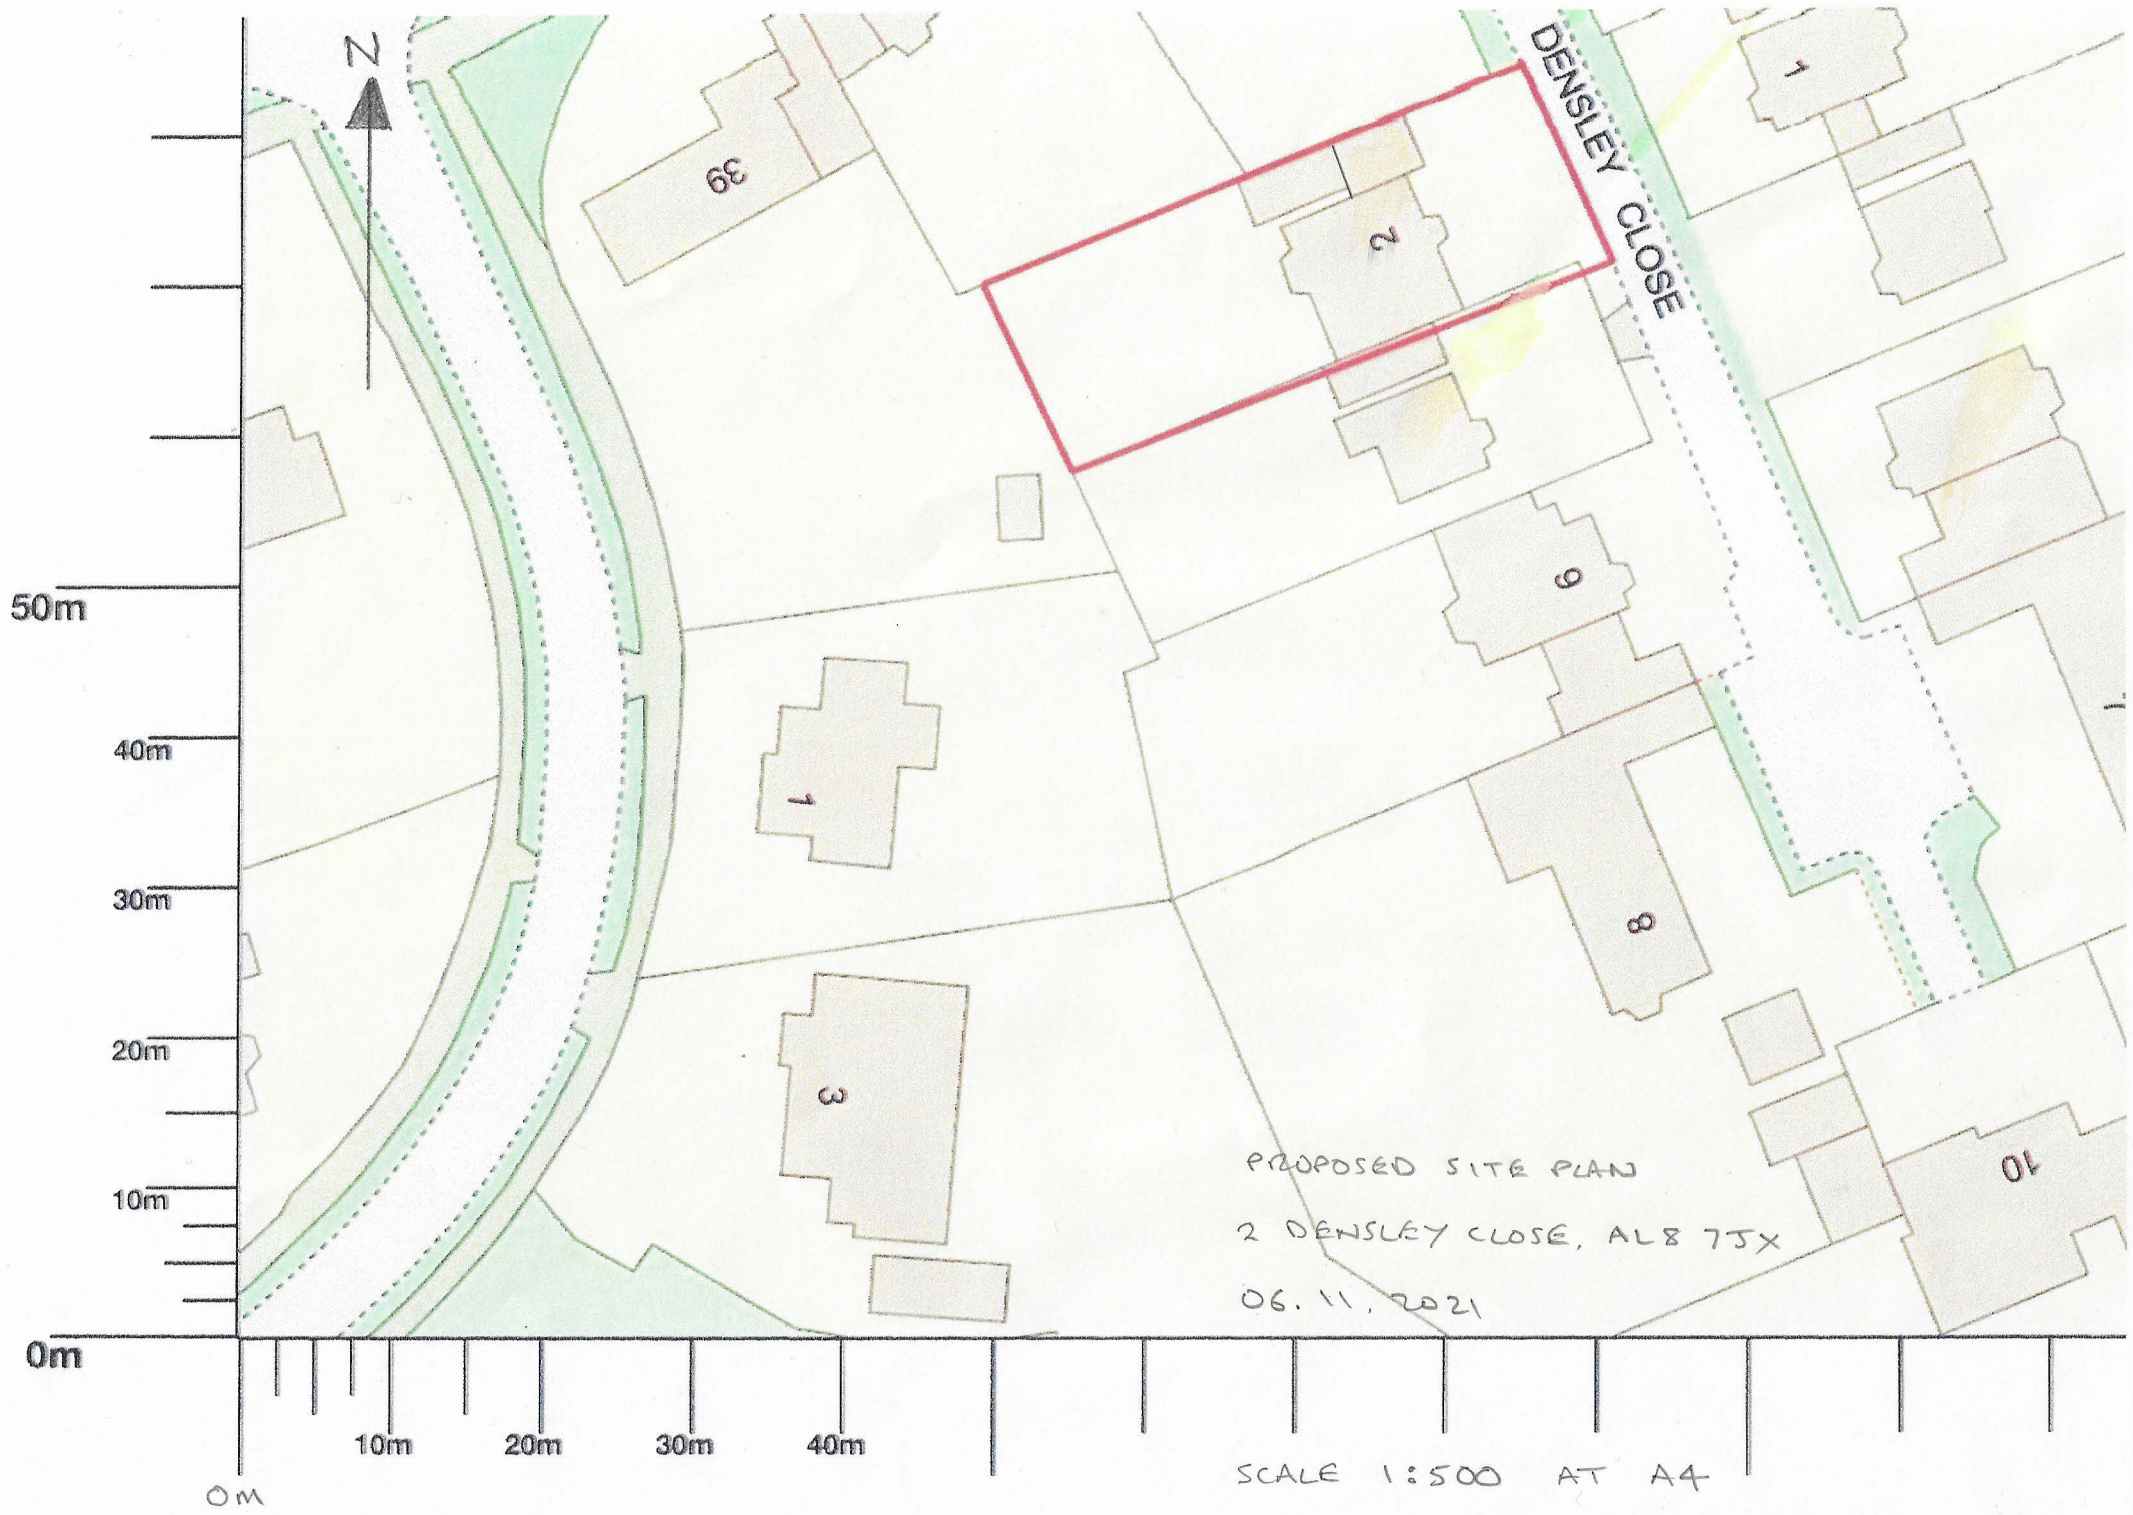 N
DENSLEY CLOSE
1
39
2
6
50m
40m
1
30m
8
20m
3
10m
10
PROPOSED SITE PLAN
2 DENSLEY CLOSE, AL8 7JX
06.11.2021
0m
10m
20m
30m
40m
0M
SCALE 1:500 AT A4